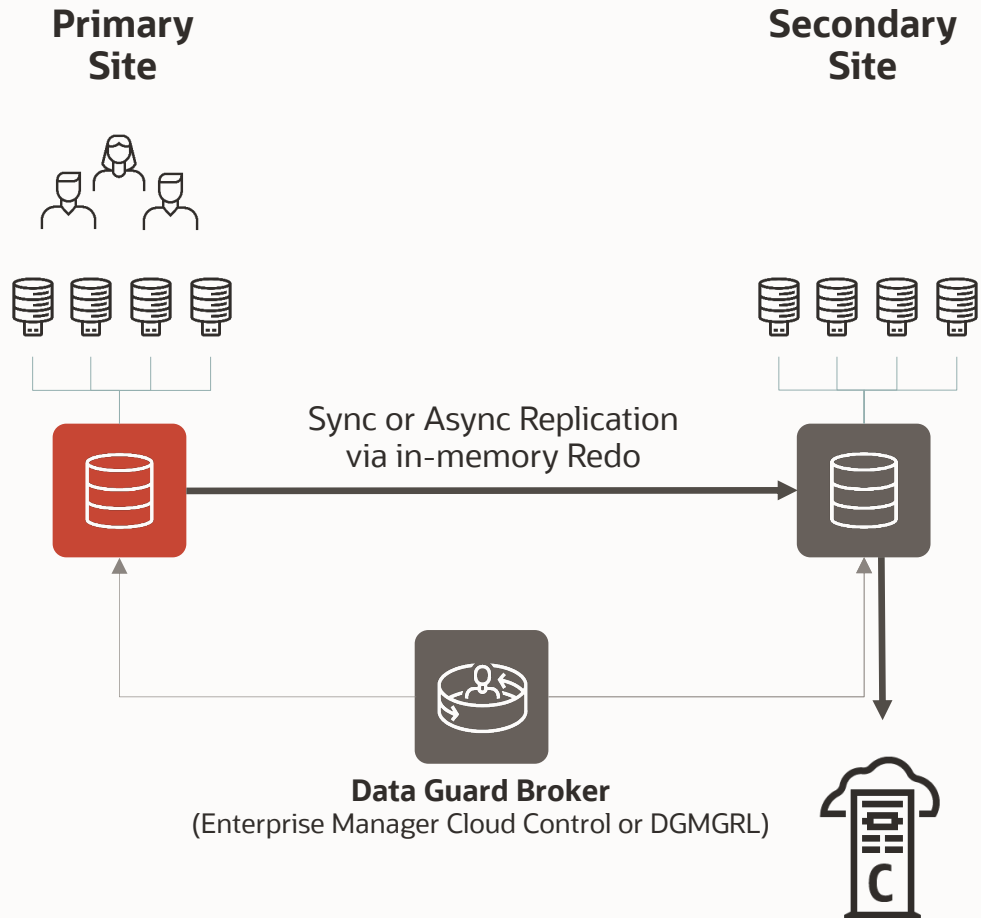 Primary
Site
Secondary
Site
Sync or Async Replication
via in-memory Redo
Data Guard Broker
(Enterprise Manager Cloud Control or DGMGRL)
C